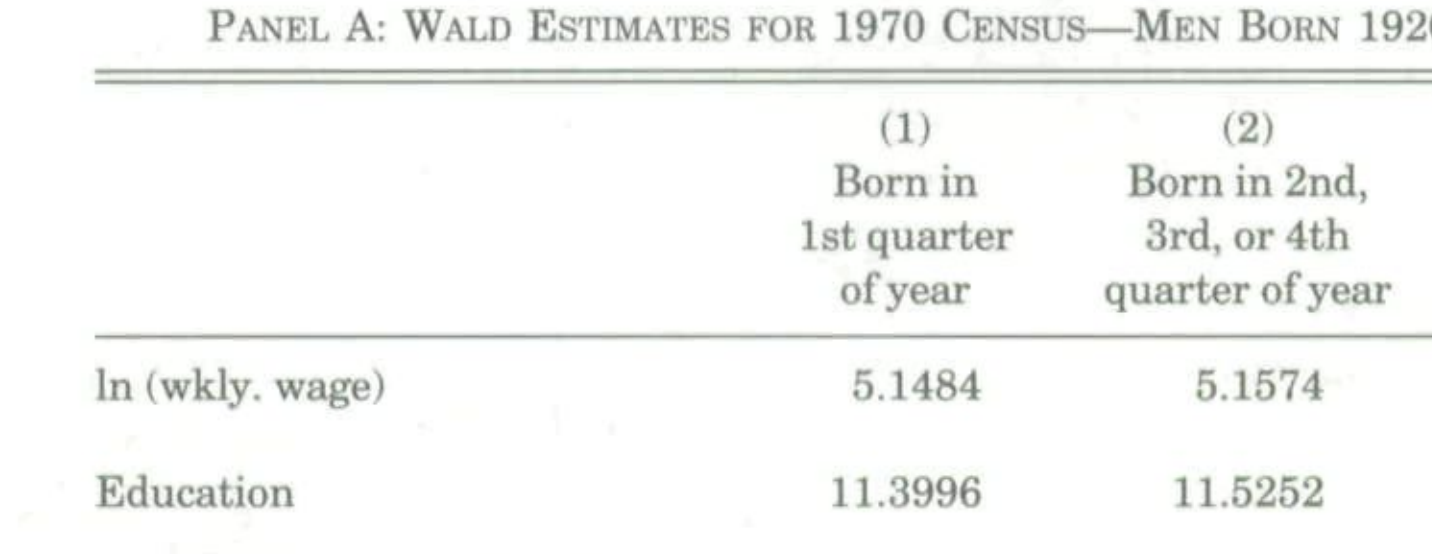 PANEL A: WALD ESTIMATES FOR 1970 CENSUS—MEN BORN 192
(1) (2)
Born in Born in 2nd,
1st quarter 3rd, or 4th
of year quarter of year
ln (wkly. wage) 5.1484 5.1574
Education 11.3996 11.5252